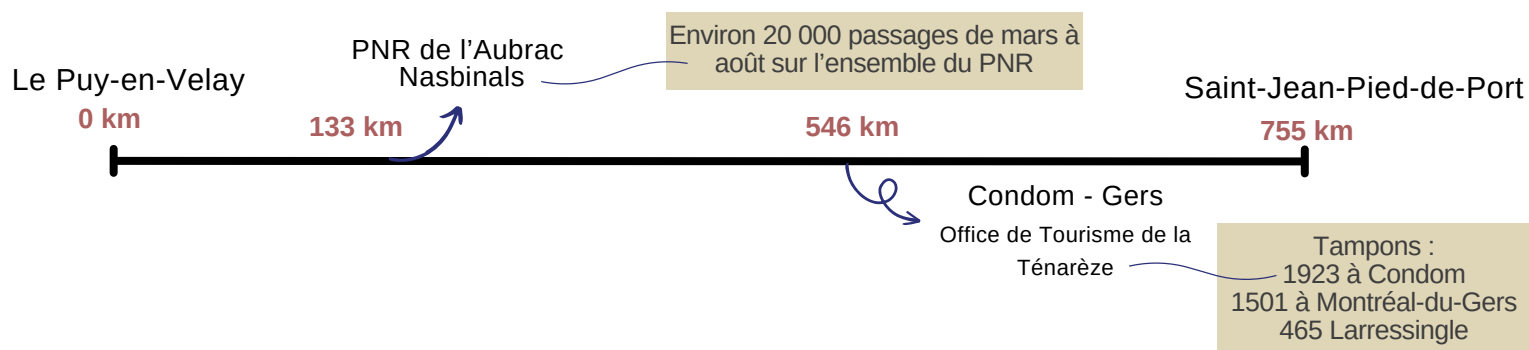 Le Puy-en-Velay
0 km
133 km
PNR de l’Aubrac
Nasbinals
Environ 20 000 passages de mars à
août sur l’ensemble du PNR
546 km
Saint-Jean-Pied-de-Port
755 km
Condom - Gers
Office de Tourisme de la
Ténarèze
Tampons :
1923 à Condom
1501 à Montréal-du-Gers
465 Larressingle